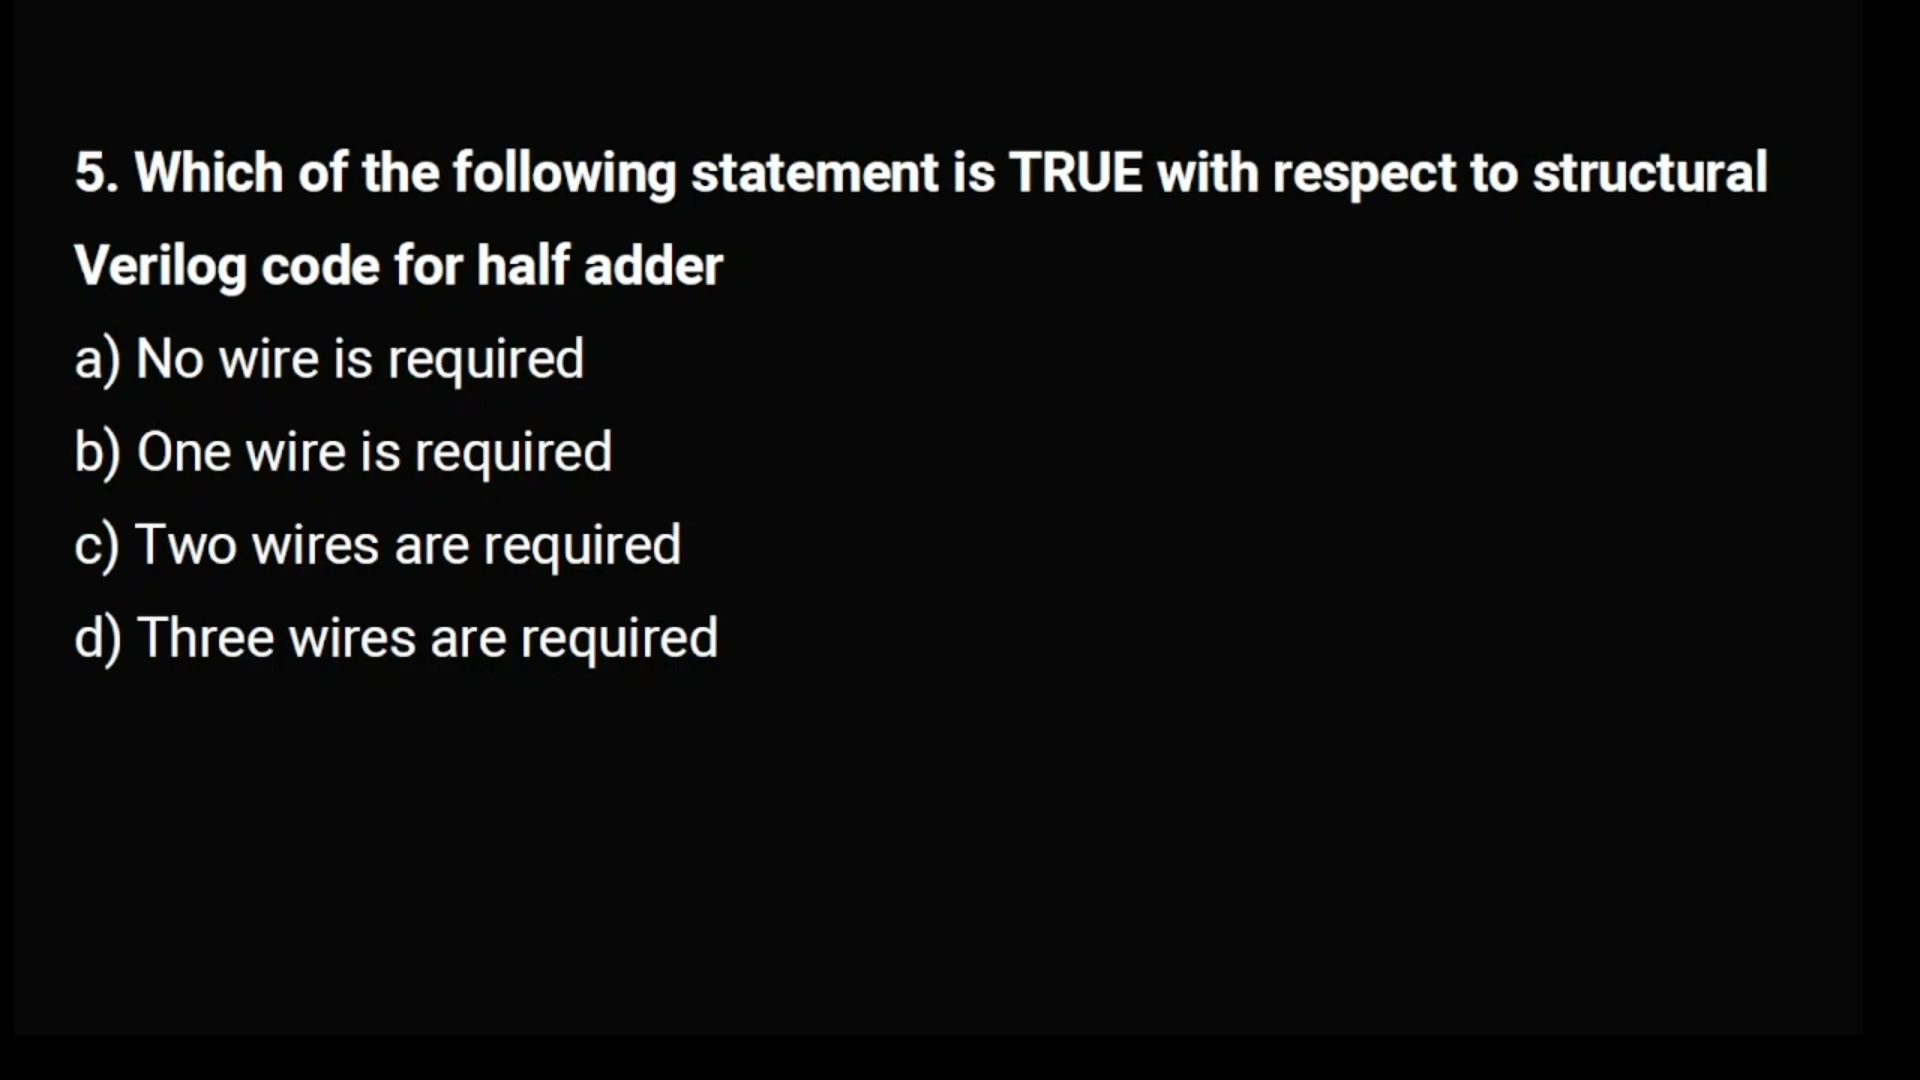 5. Which of the following statement is TRUE with respect to structural
Verilog code for half adder
a) No wire is required
b) One wire is required
c) Two wires are required
d) Three wires are required